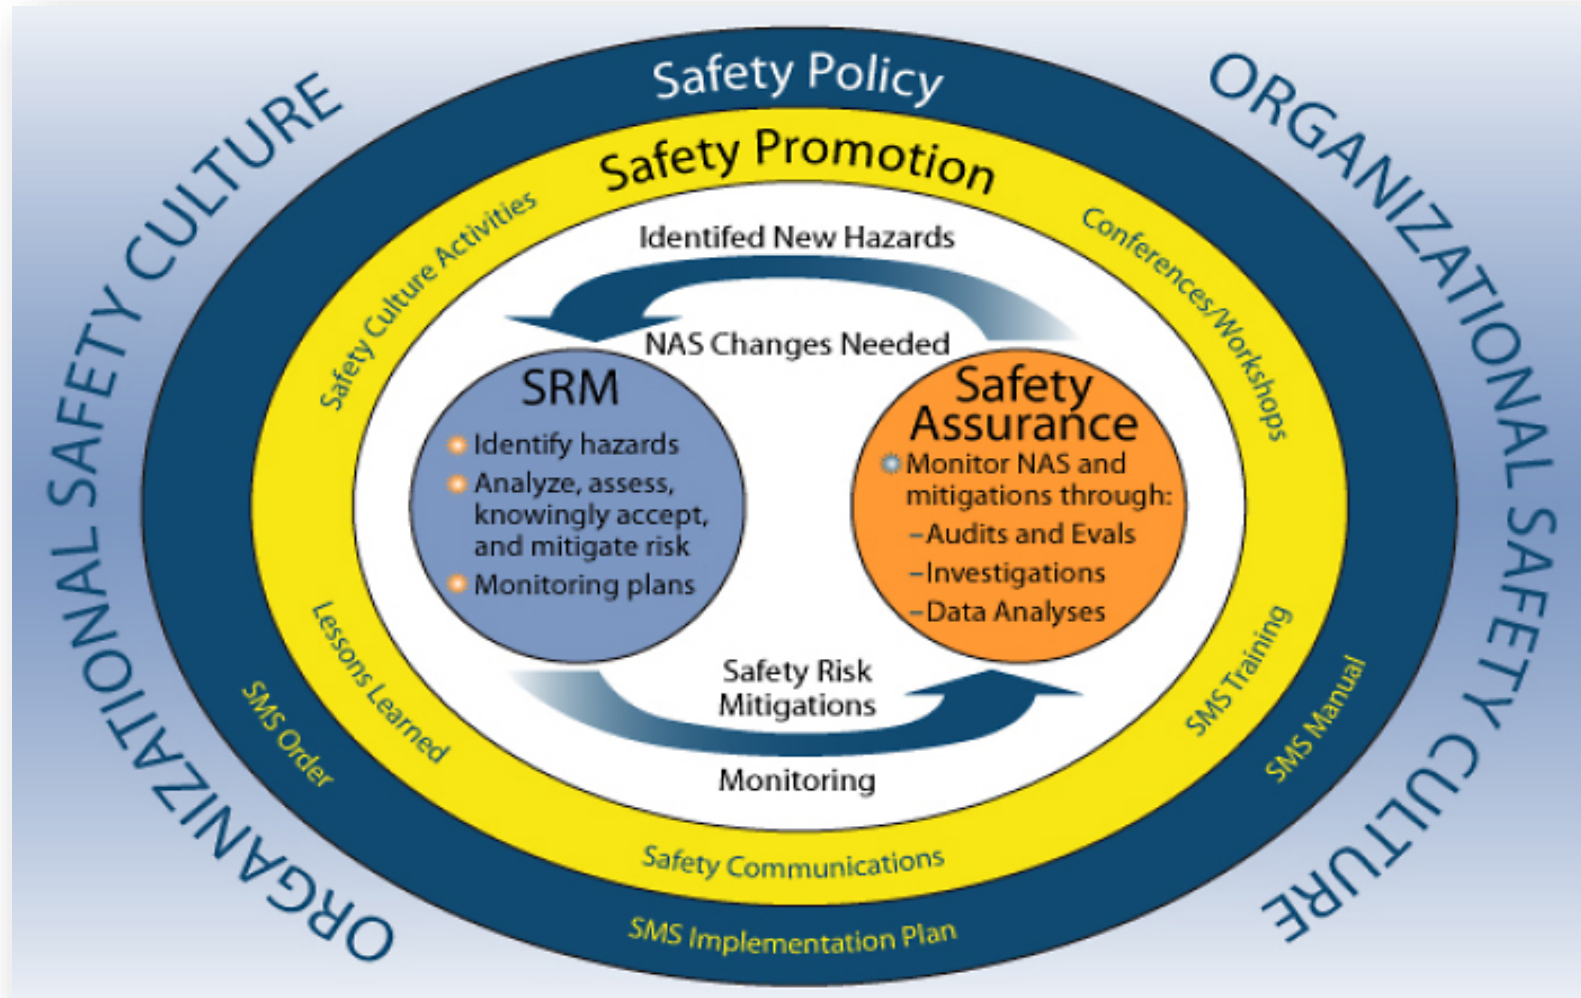 ORGANIZATIONAL SAFETY CULTURE
ORGANIZATIONAL SAFETY CULTURE
Safety Policy
Safety Promotion
Safety Culture Activities
Conferences/Workshops
Identifed New Hazards
NAS Changes Needed
SRM
Identify hazards
Analyze, assess,
knowingly accept,
and mitigate risk
Monitoring plans
Safety
Assurance
Monitor NAS and
mitigations through:
–Audits and Evals
–Investigations
–Data Analyses
Safety Risk
Mitigations
Monitoring
Lessons Learned
SMS Training
Safety Communications
SMS Order
SMS Manual
SMS Implementation Plan